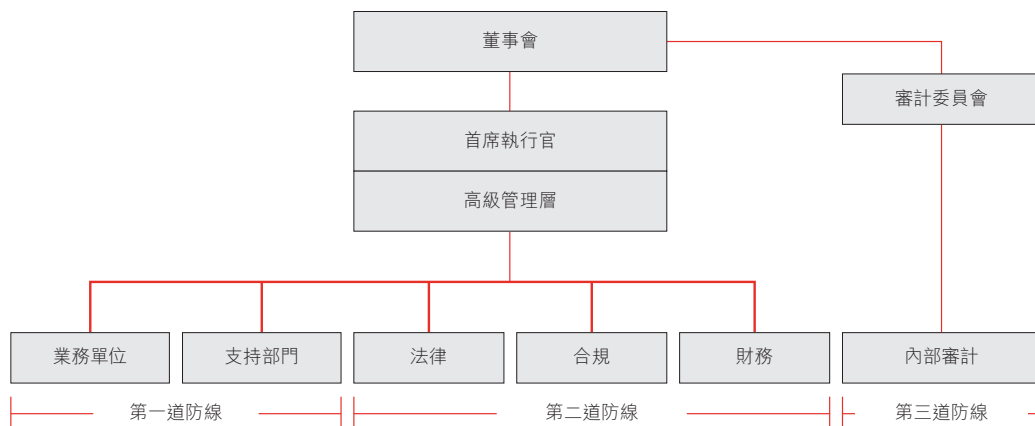 董事會
審計委員會
首席執行官
高級管理層
業務單位
支持部門
法律
合規
財務
內部審計
第一道防線
第二道防線
第三道防線